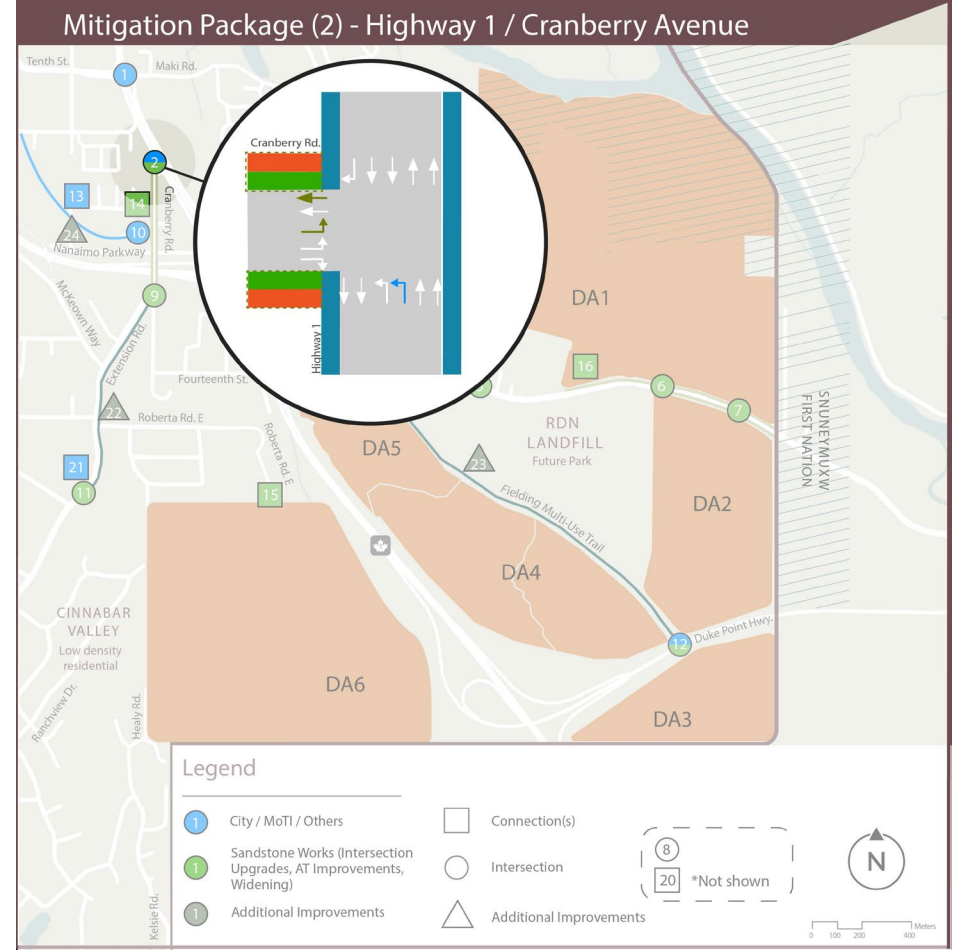 Mitigation Package (2) - Highway 1 / Cranberry Avenue
Tenth St.
Maki Rd.
1
Cranberry Rd.
2
13
14
Cranberry Rd.
24
10
Nanaimo Parkway
9
McKeown Way
Extension Rd.
Highway 1
DA1
16
Fourteenth St.
6
7
22
Roberta Rd. E
RDN
LANDFILL
Future Park
SNUNEYMUXW
FIRST NATION
DA5
Roberta Rd. E
23
21
11
15
Fielding Multi-Use Trail
DA2
DA4
CINNABAR
VALLEY
Low density
residential
12
Duke Point Hwy.
DA6
DA3
Ranchview Dr.
Healy Rd.
Kelsie Rd.
Legend
1 City / MoTI / Others
1 Sandstone Works (Intersection
Upgrades, AT Improvements,
Widening)
1 Additional Improvements
Connection(s)
Intersection
Additional Improvements
8
20 *Not shown
N
Meters
0 100 200 400